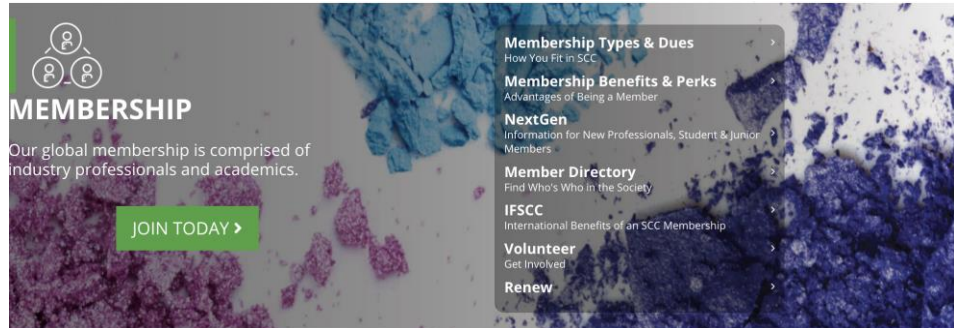 MEMBERSHIP
Our global membership is comprised of
industry professionals and academics.
JOIN TODAY >
Membership Types & Dues
How You Fit in SCC
Membership Benefits & Perks
Advantages of Being a Member
NextGen
Information for New Professionals, Student & Junior
Members
Member Directory
Find Who's Who in the Society
IFSCC
International Benefits of an SCC Membership
Volunteer
Get Involved
Renew